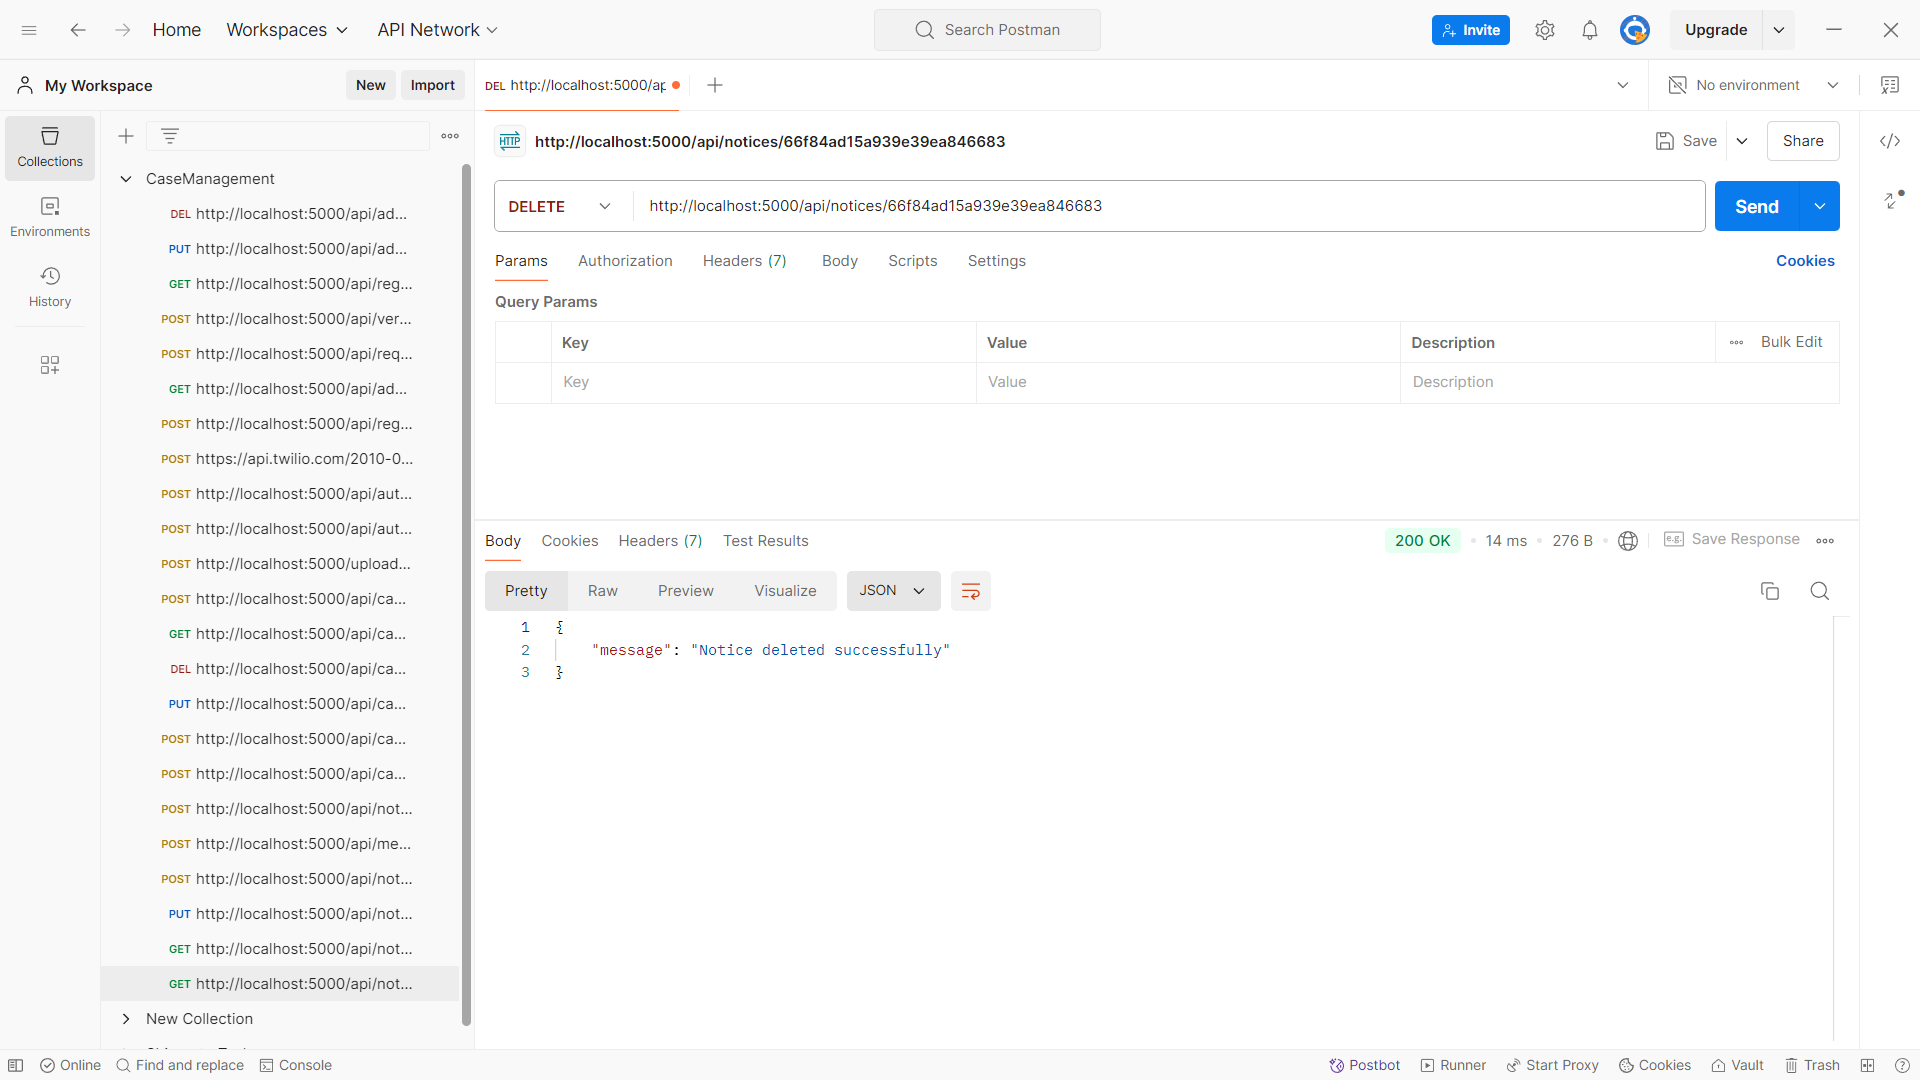 Home
Workspaces
API Network
Search Postman
Invite
Upgrade
My Workspace
New
Import
DEL http://localhost:5000/ap
No environment
Collections
Environments
History
CaseManagement
DEL http://localhost:5000/api/ad...
PUT http://localhost:5000/api/ad...
GET http://localhost:5000/api/reg...
POST http://localhost:5000/api/ver...
POST http://localhost:5000/api/req...
GET http://localhost:5000/api/ad...
POST http://localhost:5000/api/reg...
POST https://api.twilio.com/2010-0...
POST http://localhost:5000/api/aut...
POST http://localhost:5000/api/aut...
POST http://localhost:5000/upload...
POST http://localhost:5000/api/ca...
GET http://localhost:5000/api/ca...
DEL http://localhost:5000/api/ca...
PUT http://localhost:5000/api/ca...
POST http://localhost:5000/api/ca...
POST http://localhost:5000/api/ca...
POST http://localhost:5000/api/not...
POST http://localhost:5000/api/me...
POST http://localhost:5000/api/not...
PUT http://localhost:5000/api/not...
GET http://localhost:5000/api/not...
GET http://localhost:5000/api/not...
New Collection
HTTP http://localhost:5000/api/notices/66f84ad15a939e39ea846683
Save
Share
DELETE http://localhost:5000/api/notices/66f84ad15a939e39ea846683
Send
Params Authorization Headers (7) Body Scripts Settings
Cookies
Query Params
Key Value Description Bulk Edit
Key Value Description
Body Cookies Headers (7) Test Results
200 OK 14 ms 276 B e.g. Save Response
Pretty Raw Preview Visualize JSON
1 {
2 "message": "Notice deleted successfully"
3 }
Online Find and replace Console
Postbot Runner Start Proxy Cookies Vault Trash